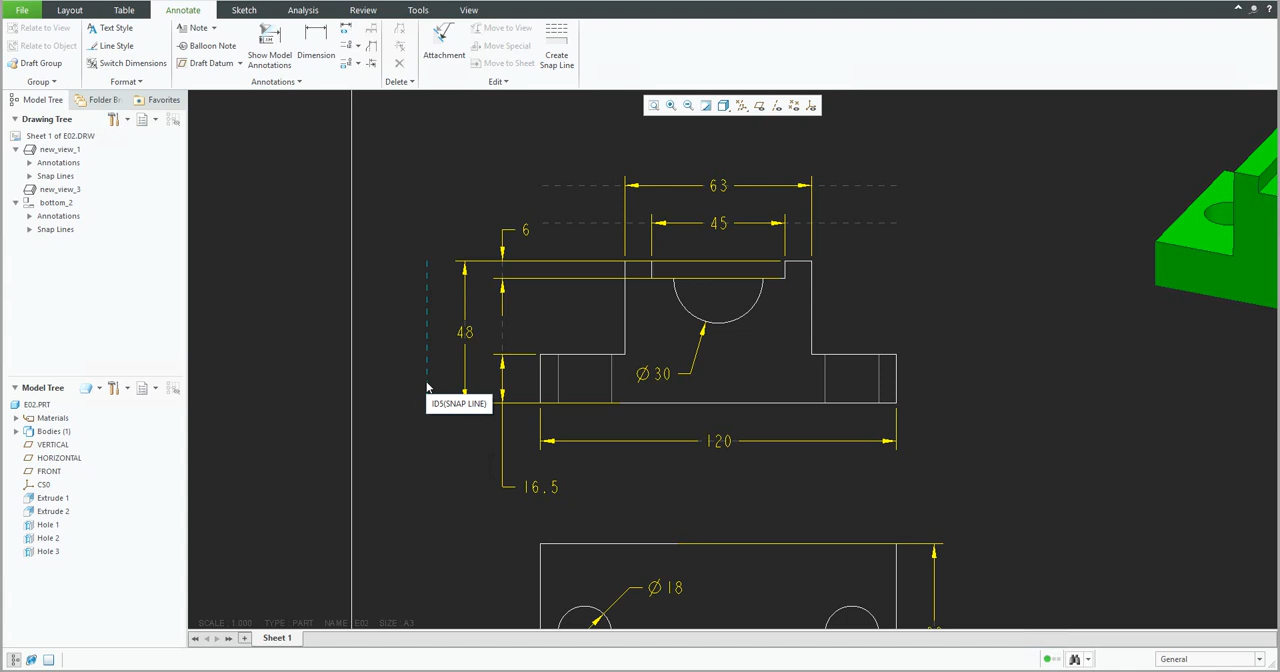 File Layout Table Annotate Sketch Analysis Review Tools View
Relate to View
Relate to Object
Draft Group
Group
Text Style
Line Style
Switch Dimensions
Format
Note
Balloon Note
Draft Datum
Show Model Annotations
Dimension
Annotations
Delete
Attachment
Move to View
Move Special
Move to Sheet
Create Snap Line
Edit
Model Tree Folder Br Favorites
Drawing Tree
Sheet 1 of E02.DRW
new_view_1
Annotations
Snap Lines
new_view_3
bottom_2
Annotations
Snap Lines
Model Tree
E02.PRT
Materials
Bodies (1)
VERTICAL
HORIZONTAL
FRONT
CS0
Extrude 1
Extrude 2
Hole 1
Hole 2
Hole 3
63
45
6
48
Ø30
ID5(SNAP LINE)
120
16.5
Ø18
SCALE : 1.000 TYPE : PART NAME : E02 SIZE : A3
Sheet 1
General